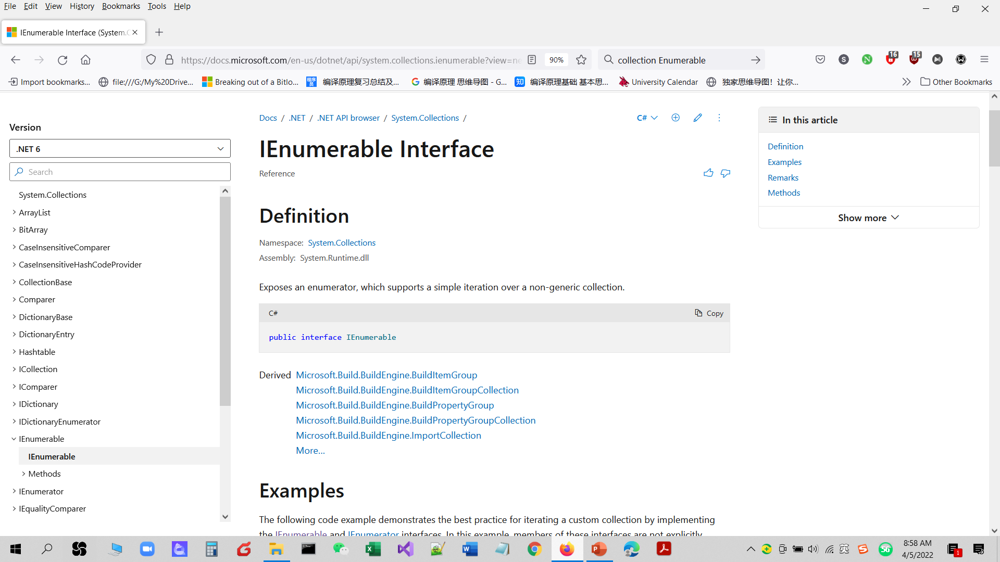 File Edit View History Bookmarks Tools Help
IEnumerable Interface (System.C
https://docs.microsoft.com/en-us/dotnet/api/system.collections.ienumerable?view=ne 90% collection Enumerable S N 16 15
Import bookmarks... file:///G:/My%20Drive... Breaking out of a Bitlo... 程序员 编译原理复习总结及... 编译原理 思维导图 - G... 知 编译原理基础 基本思... University Calendar 独家思维导图！让你... Other Bookmarks
Version
.NET 6
Search
System.Collections
ArrayList
BitArray
CaseInsensitiveComparer
CaseInsensitiveHashCodeProvider
CollectionBase
Comparer
DictionaryBase
DictionaryEntry
Hashtable
ICollection
IComparer
IDictionary
IDictionaryEnumerator
IEnumerable
IEnumerable
Methods
IEnumerator
IEqualityComparer
Docs / .NET / .NET API browser / System.Collections /
C#
IEnumerable Interface
Reference
Definition
Namespace: System.Collections
Assembly: System.Runtime.dll
Exposes an enumerator, which supports a simple iteration over a non-generic collection.
C# Copy
public interface IEnumerable
Derived Microsoft.Build.BuildEngine.BuildItemGroup
Microsoft.Build.BuildEngine.BuildItemGroupCollection
Microsoft.Build.BuildEngine.BuildPropertyGroup
Microsoft.Build.BuildEngine.BuildPropertyGroupCollection
Microsoft.Build.BuildEngine.ImportCollection
More...
Examples
The following code example demonstrates the best practice for iterating a custom collection by implementing
the IEnumerable and IEnumerator interfaces. In this example, members of these interfaces are not explicitly
In this article
Definition
Examples
Remarks
Methods
Show more
英 56 8:58 AM
4/5/2022 1